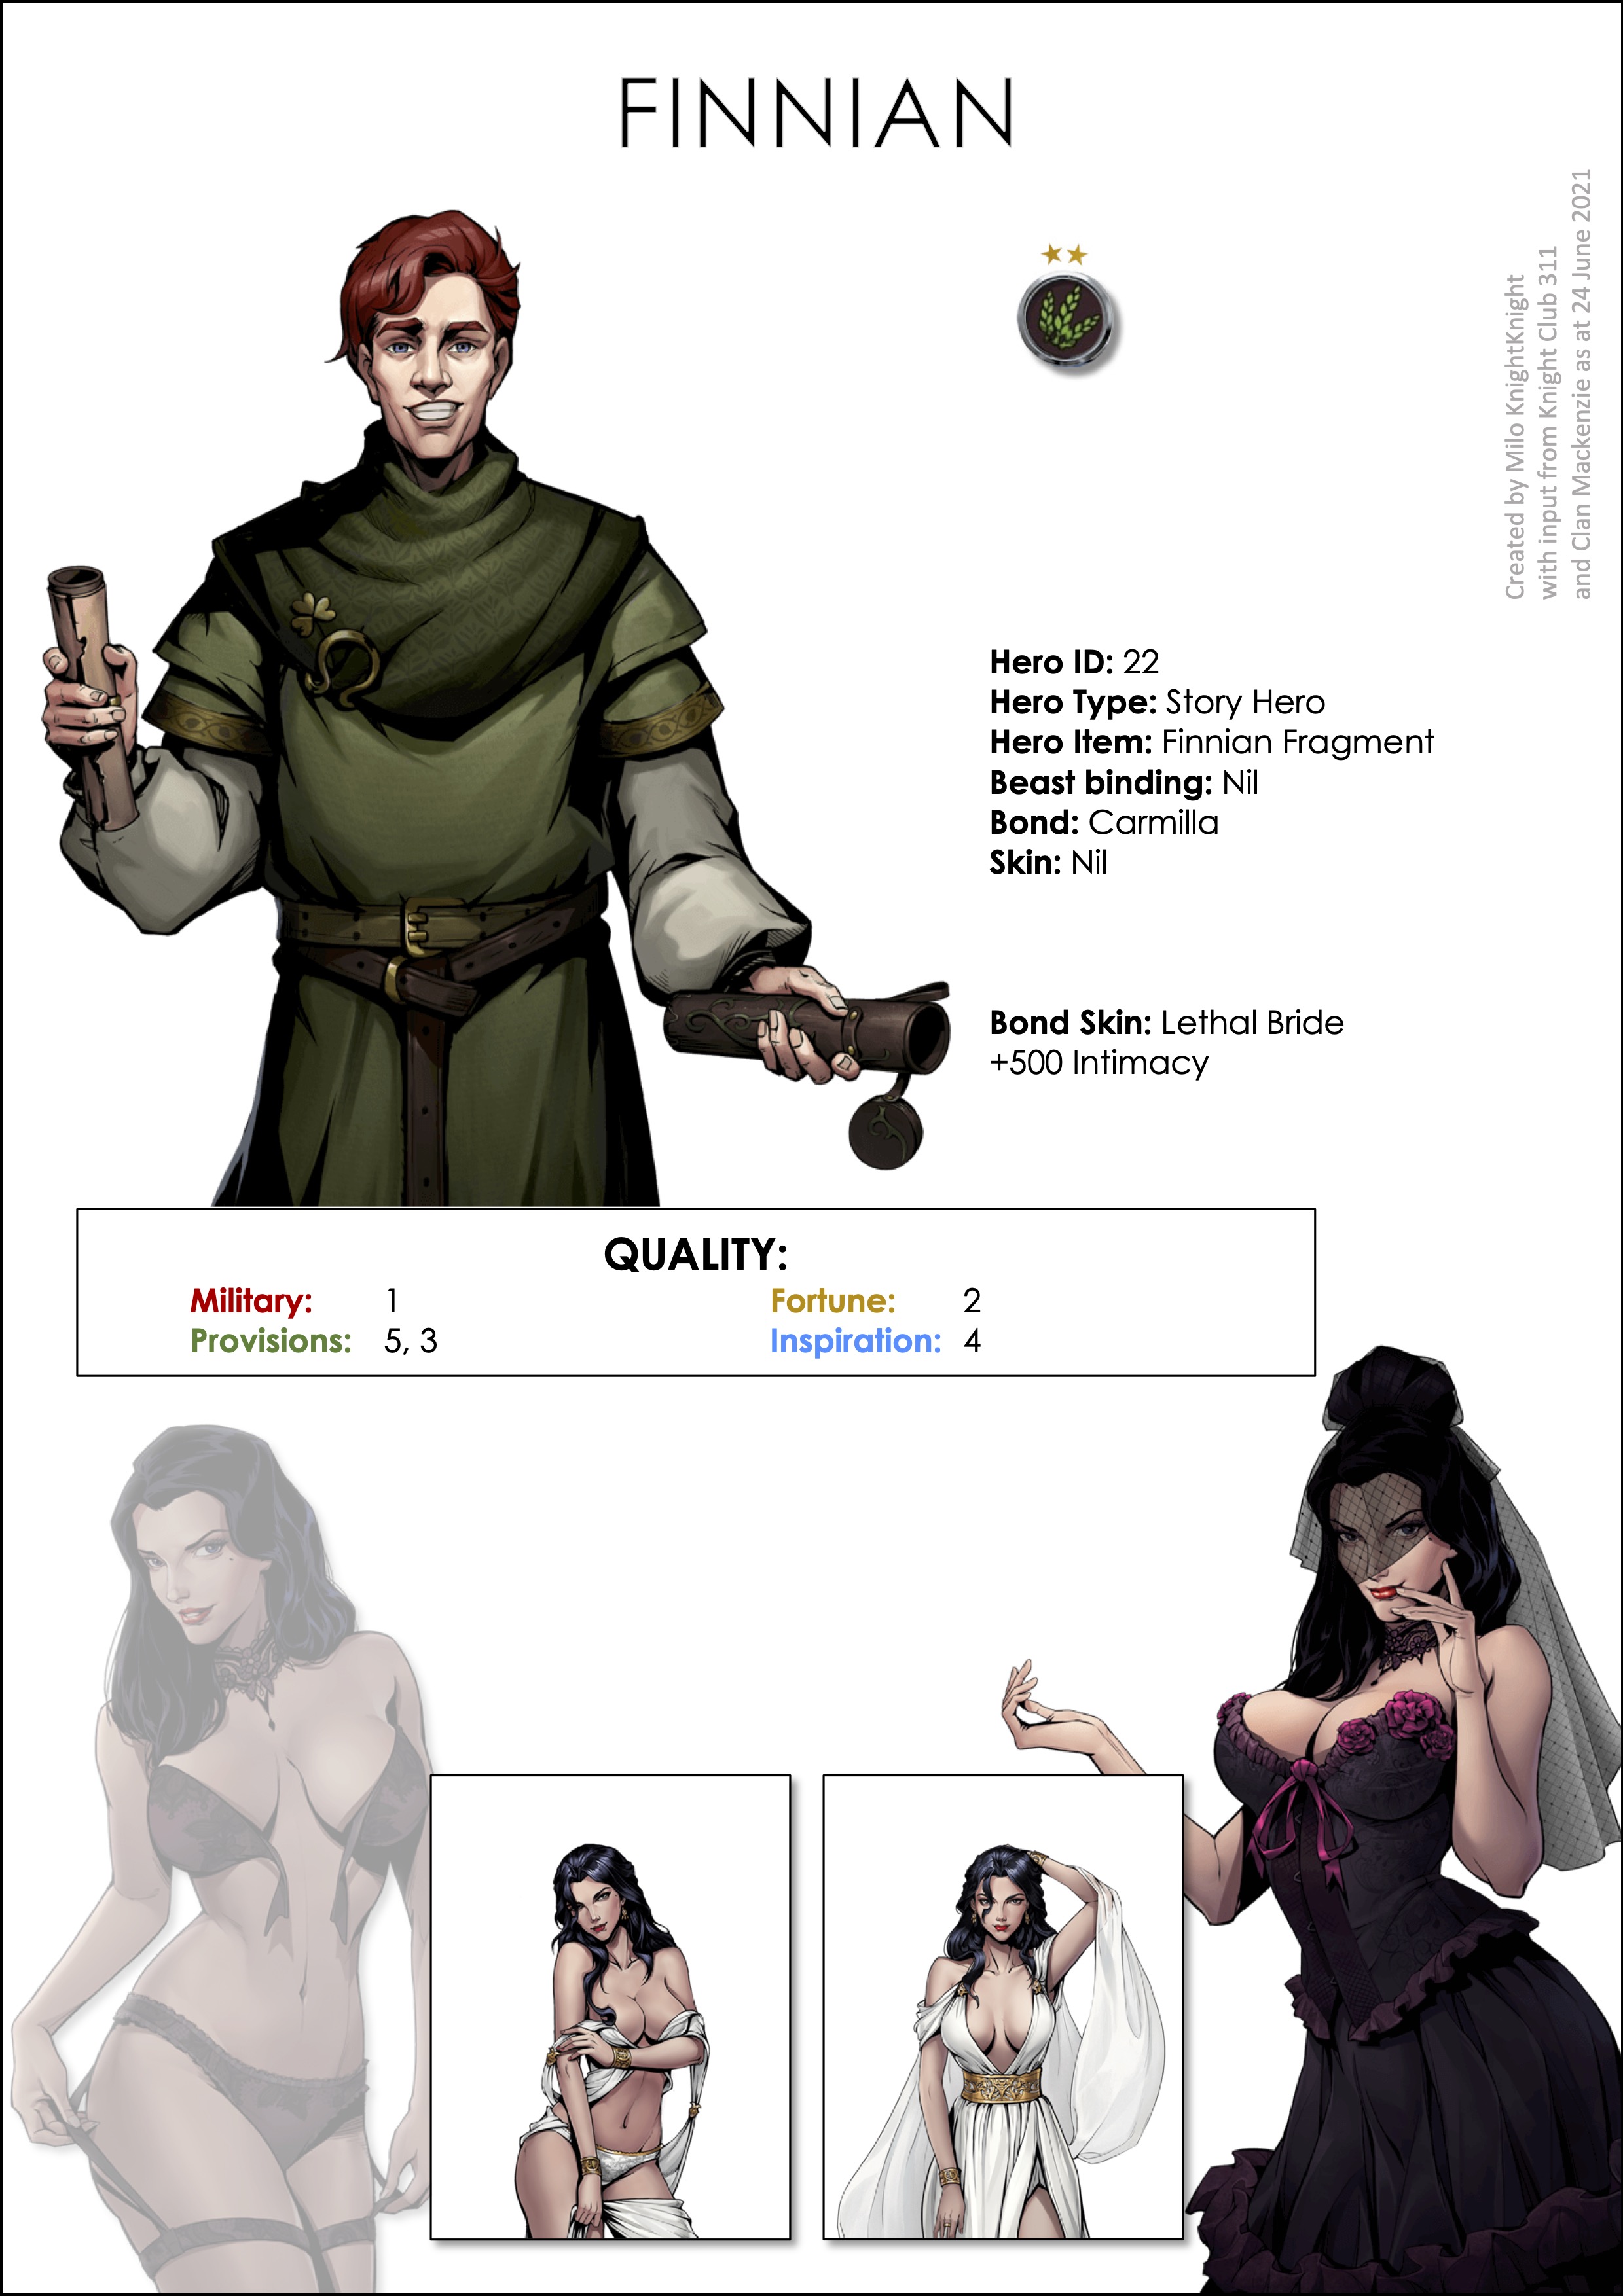 FINNIAN
Created by Milo KnightKnight
with input from Knight Club 311
and Clan Mackenzie as at 24 June 2021
Hero ID: 22
Hero Type: Story Hero
Hero Item: Finnian Fragment
Beast binding: Nil
Bond: Carmilla
Skin: Nil
Bond Skin: Lethal Bride
+500 Intimacy
QUALITY:
Military: 1 Fortune: 2
Provisions: 5, 3 Inspiration: 4